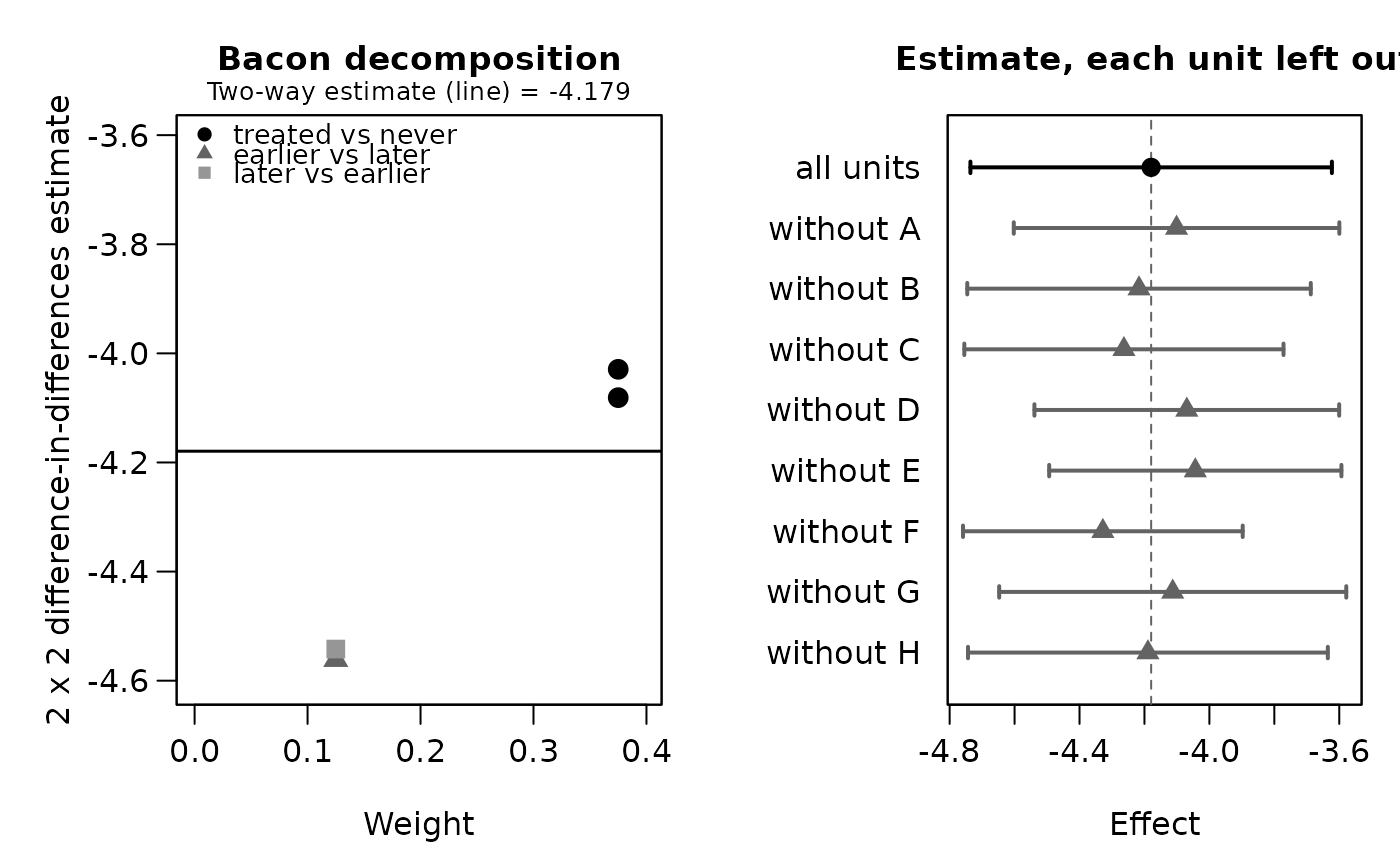 Bacon decomposition
Two-way estimate (line) = -4.179
2 x 2 difference-in-differences estimate
-3.6
-3.8
-4.0
-4.2
-4.4
-4.6
treated vs never
earlier vs later
later vs earlier
0.0 0.1 0.2 0.3 0.4
Weight
Estimate, each unit left out
all units
without A
without B
without C
without D
without E
without F
without G
without H
-4.8 -4.4 -4.0 -3.6
Effect